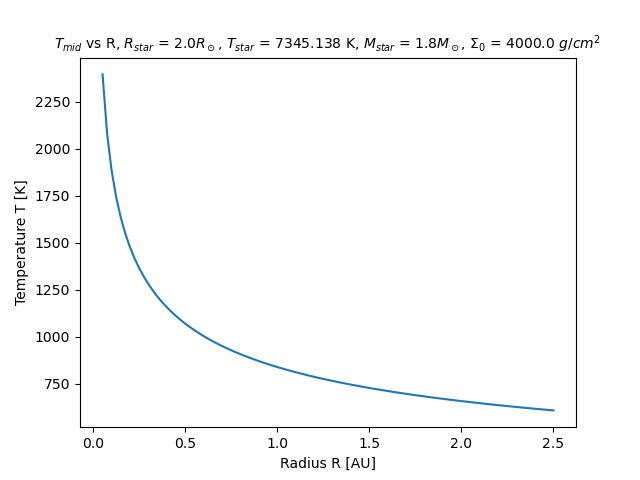 T_mid vs R, R_star = 2.0R_⊙, T_star = 7345.138 K, M_star = 1.8M_⊙, Σ_0 = 4000.0 g/cm^2
Temperature T [K]
2250
2000
1750
1500
1250
1000
750
0.0 0.5 1.0 1.5 2.0 2.5
Radius R [AU]